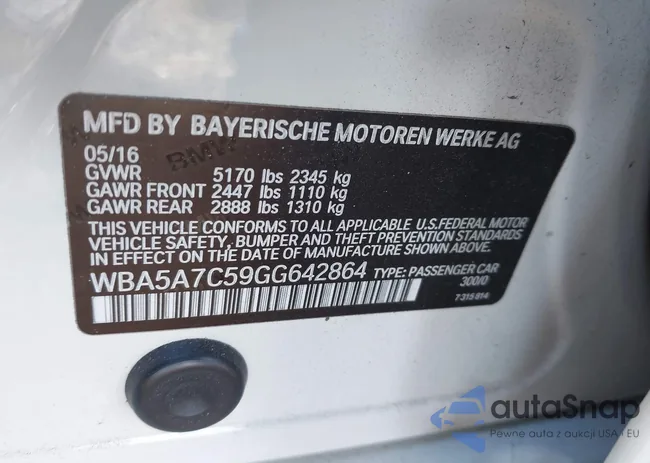 MFD BY BAYERISCHE MOTOREN WERKE AG
05/16
BMW
GVWR 5170 lbs 2345 kg
GAWR FRONT 2447 lbs 1110 kg
GAWR REAR 2888 lbs 1310 kg
THIS VEHICLE CONFORMS TO ALL APPLICABLE U.S.FEDERAL MOTOR
VEHICLE SAFETY, BUMPER AND THEFT PREVENTION STANDARDS
IN EFFECT ON THE DATE OF MANUFACTURE SHOWN ABOVE.
WBA5A7C59GG642864 TYPE: PASSENGER CAR
300/0
7 315 814
autoSnap
Pewne auta z aukcji USA i EU